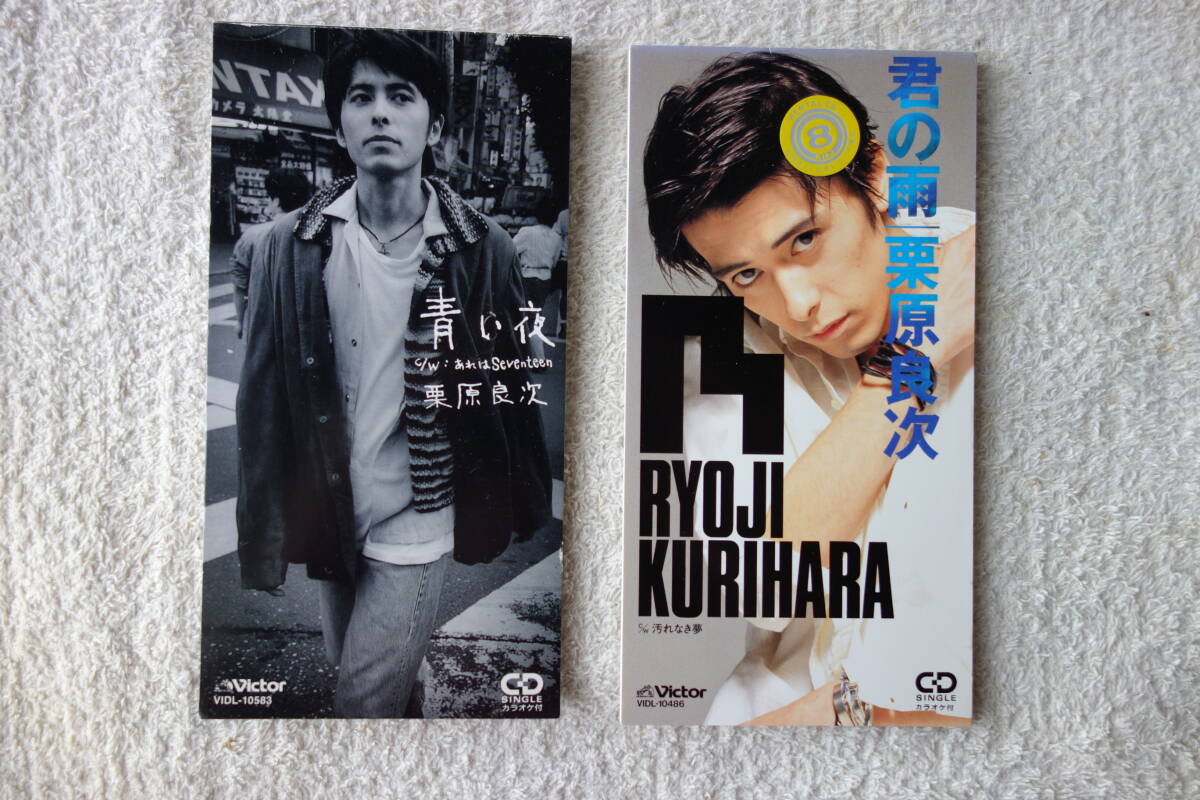 カメラ
青い夜
c/w:あれはSeventeen
栗原良次
Victor
VIDL-10583
CD
SINGLE
カラオケ付
君の雨|栗原良次
8
RYOJI
KURIHARA
c/w 汚れなき夢
Victor
VIDL-10486
CD
SINGLE
カラオケ付